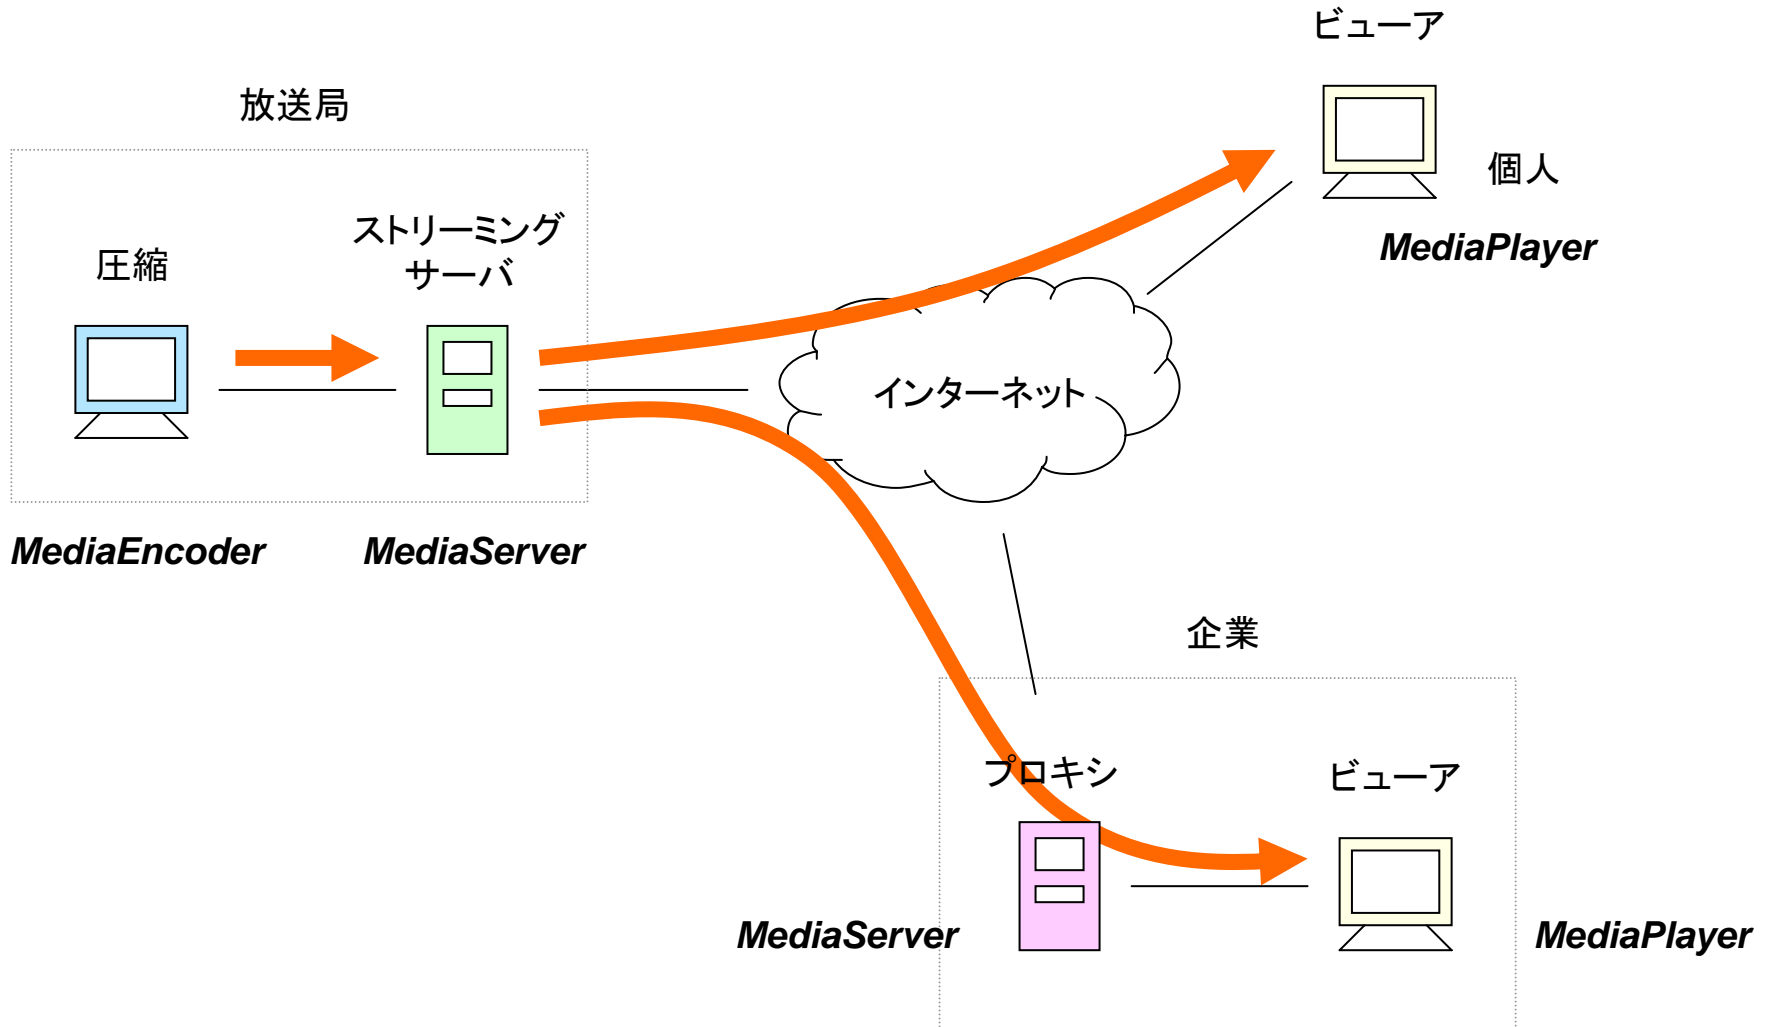 ビューア
放送局
個人
ストリーミング
サーバ
圧縮
MediaPlayer
インターネット
MediaEncoder
MediaServer
企業
プロキシ
ビューア
MediaServer
MediaPlayer